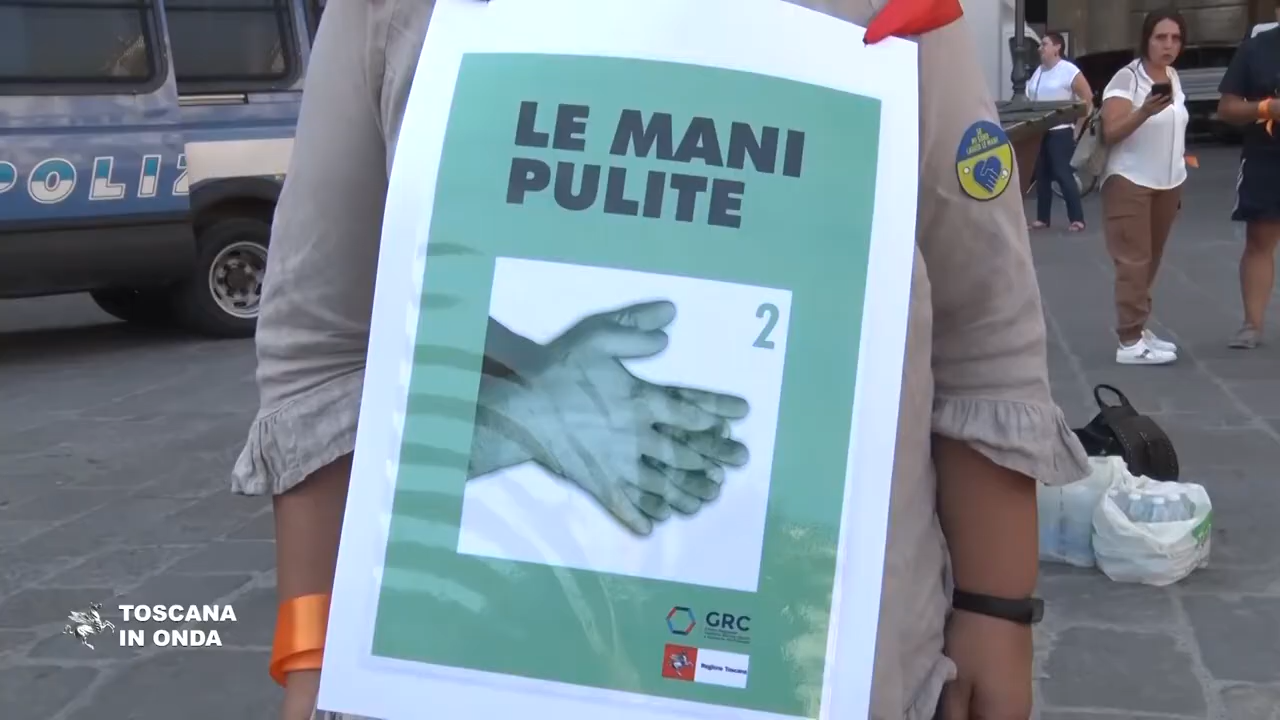 LE MANI
PULITE
2
GRC
Regione Toscana
POLIZ
TOSCANA
IN ONDA